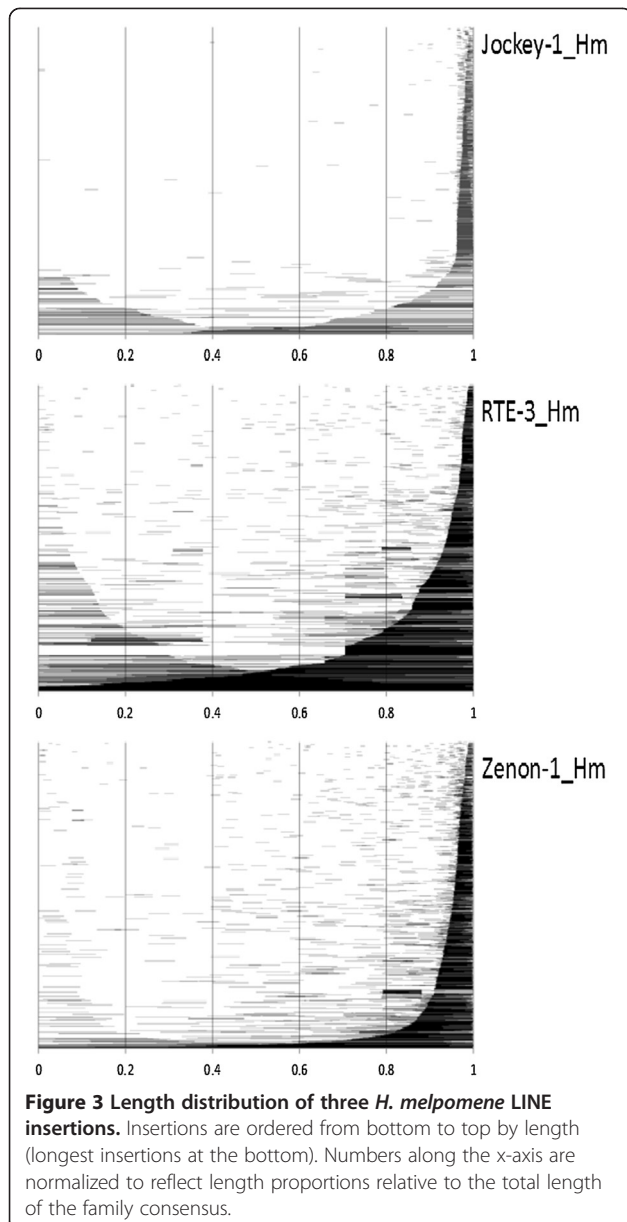 Jockey-1_Hm
0 0.2 0.4 0.6 0.8 1
RTE-3_Hm
0 0.2 0.4 0.6 0.8 1
Zenon-1_Hm
0 0.2 0.4 0.6 0.8 1
Figure 3 Length distribution of three H. melpomene LINE
insertions. Insertions are ordered from bottom to top by length
(longest insertions at the bottom). Numbers along the x-axis are
normalized to reflect length proportions relative to the total length
of the family consensus.